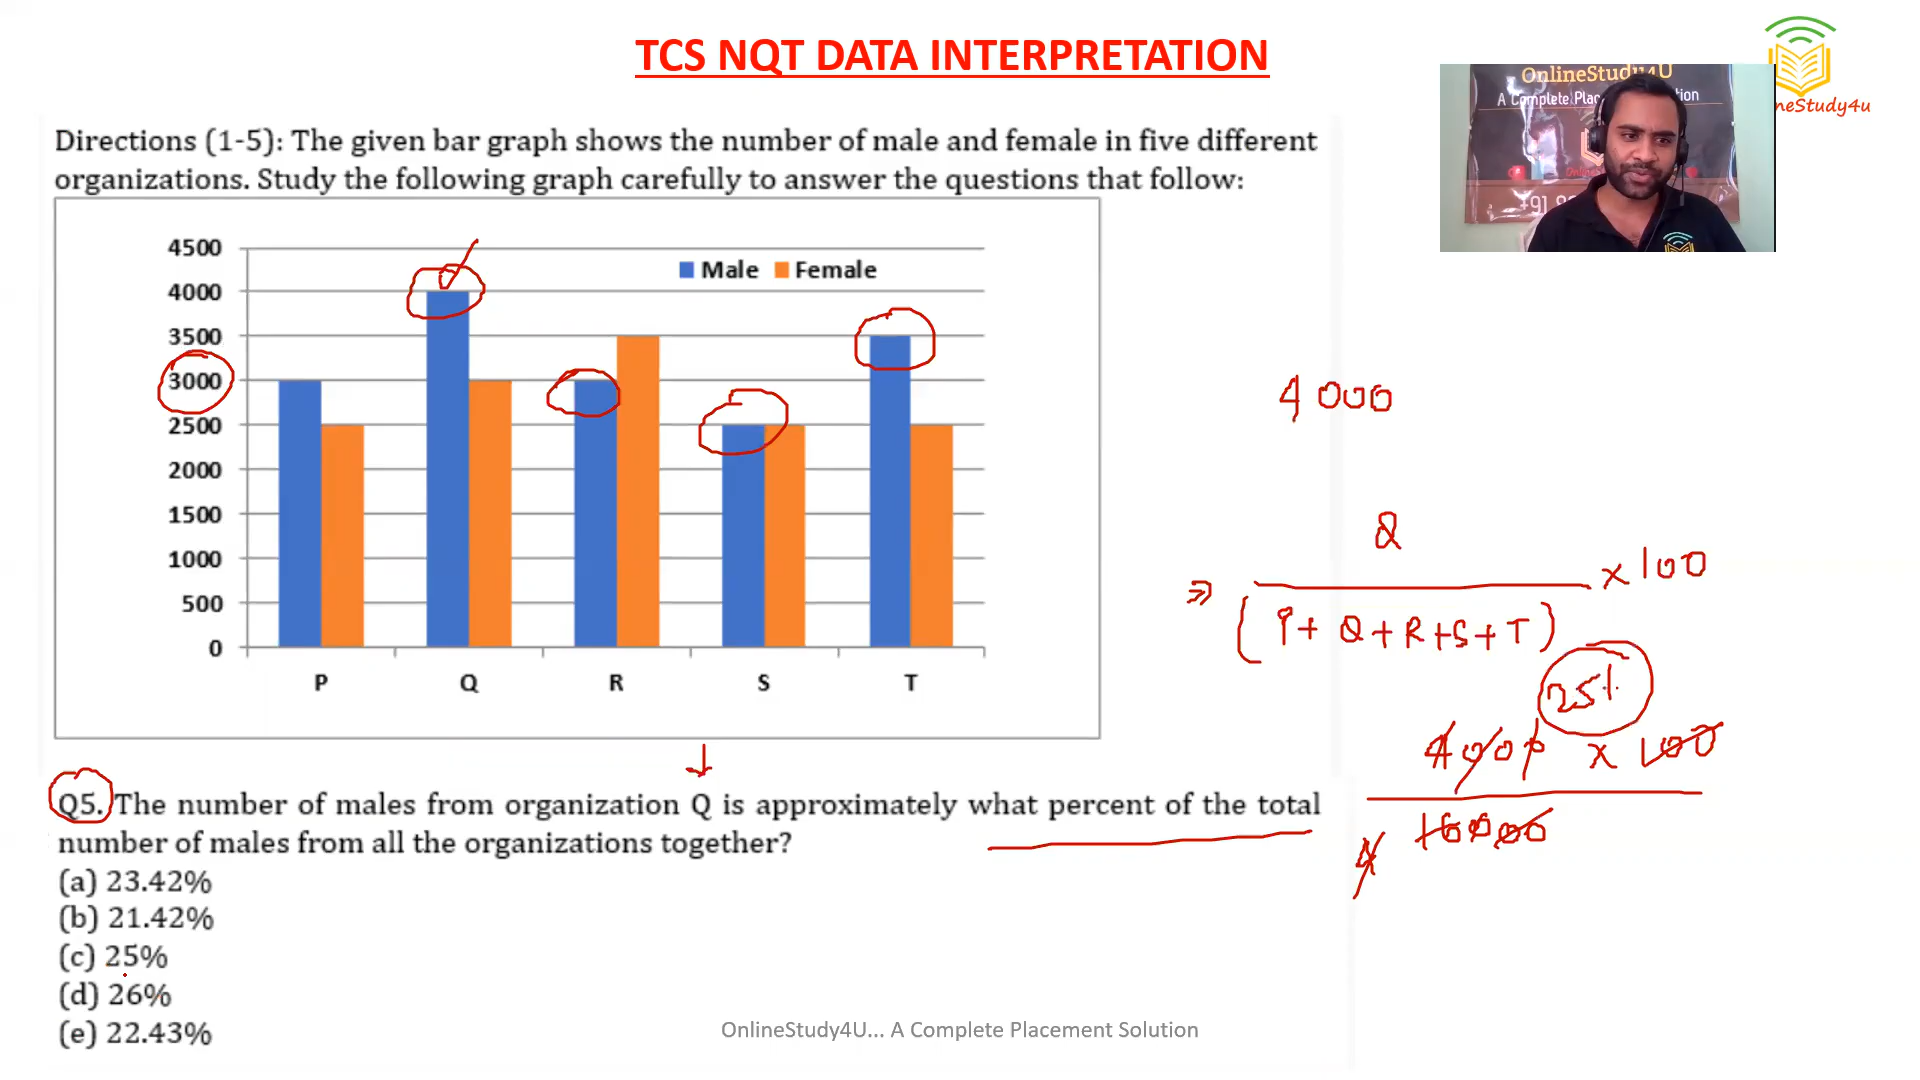 TCS NQT DATA INTERPRETATION
OnlineStudy4U
A Complete
neStudy4u
Directions (1-5): The given bar graph shows the number of male and female in five different
organizations. Study the following graph carefully to answer the questions that follow:
4500
Male Female
4000
3500
3000
2500
2000
1500
1000
500
0
P Q R S T
4000
Q
⇒ (P+Q+R+S+T) ×100
25%
4000 × 100
16000
4
Q5. The number of males from organization Q is approximately what percent of the total
number of males from all the organizations together?
(a) 23.42%
(b) 21.42%
(c) 25%
(d) 26%
(e) 22.43%
OnlineStudy4U... A Complete Placement Solution